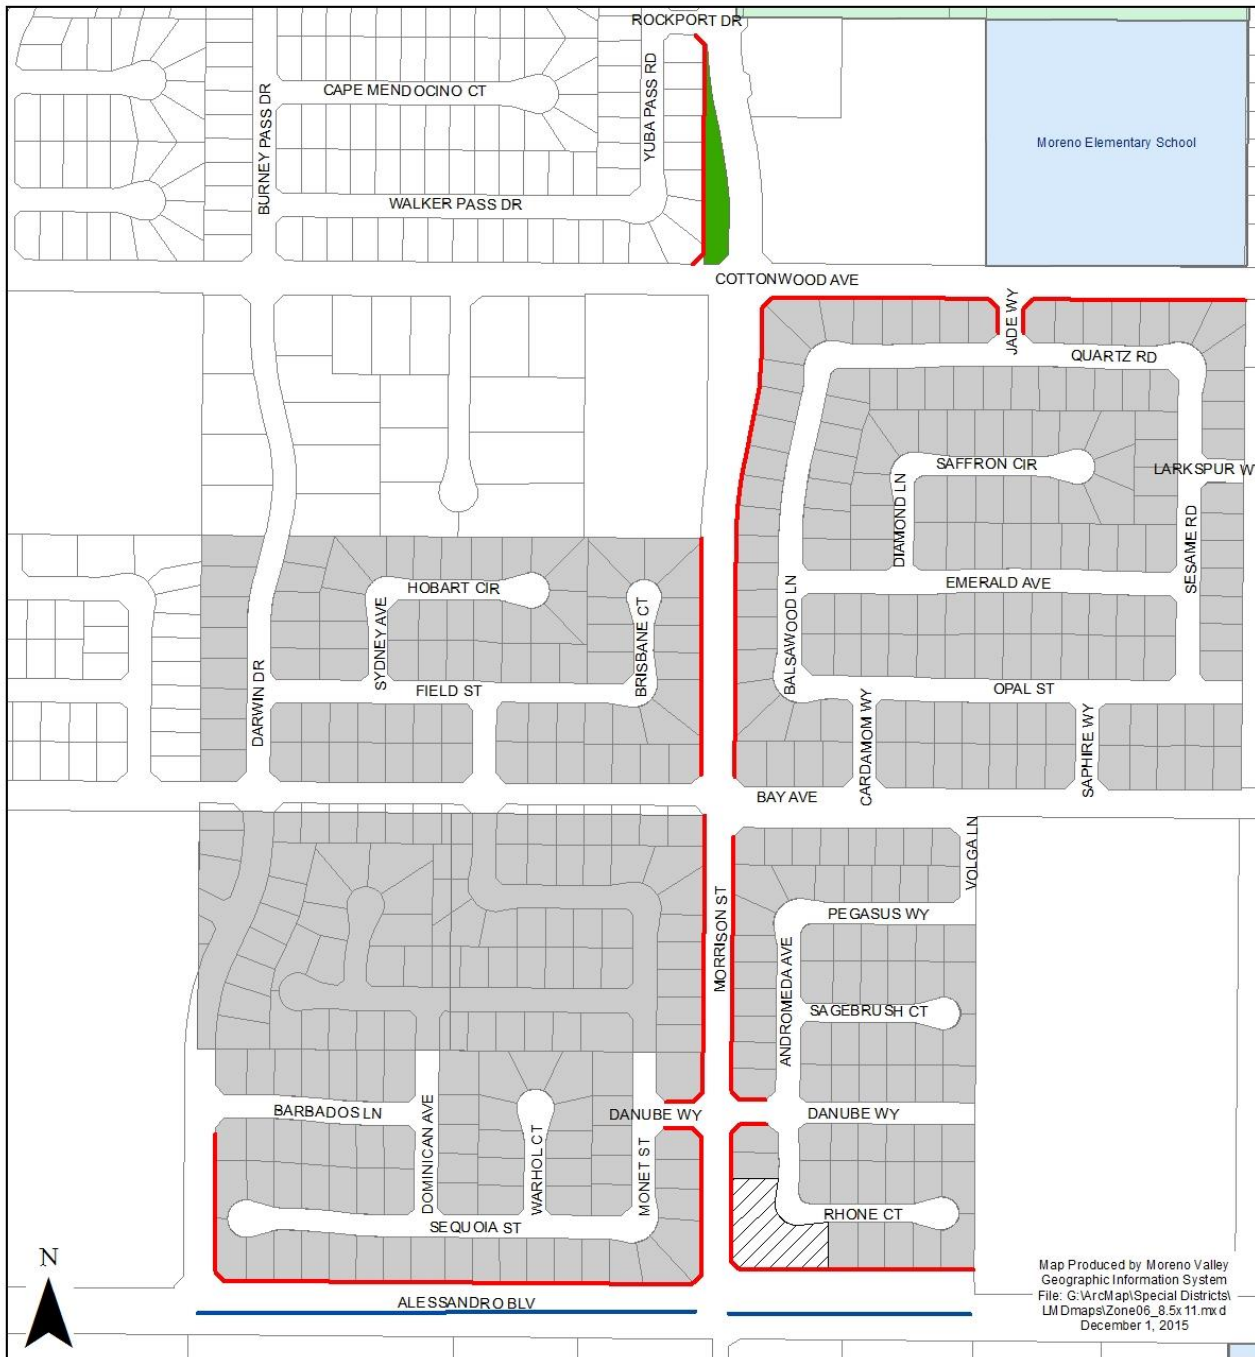 ROCKPORT DR
CAPE MENDOCINO CT
YUBA PASS RD
BURNEY PASS DR
Moreno Elementary School
WALKER PASS DR
COTTONWOOD AVE
JADE WY
QUARTZ RD
SAFFRON CIR
LARKSPUR WY
DIAMOND LN
SESAME RD
HOBART CIR
EMERALD AVE
SYDNEY AVE
BRISBANE CT
BALSAWOOD LN
FIELD ST
OPAL ST
DARWIN DR
CARDAMOM WY
SAPHIRE WY
BAY AVE
VOLGA LN
PEGASUS WY
MORRISON ST
ANDROMEDA AVE
SAGEBRUSH CT
BARBADOS LN
DANUBE WY
DANUBE WY
DOMINICAN AVE
WARHOL CT
MONET ST
SEQUOIA ST
RHONE CT
N
ALESSANDRO BLV
Map Produced by Moreno Valley
Geographic Information System
File: G:\ArcMap\Special Districts\
LMDmaps\Zone06_8.5x11.mxd
December 1, 2015